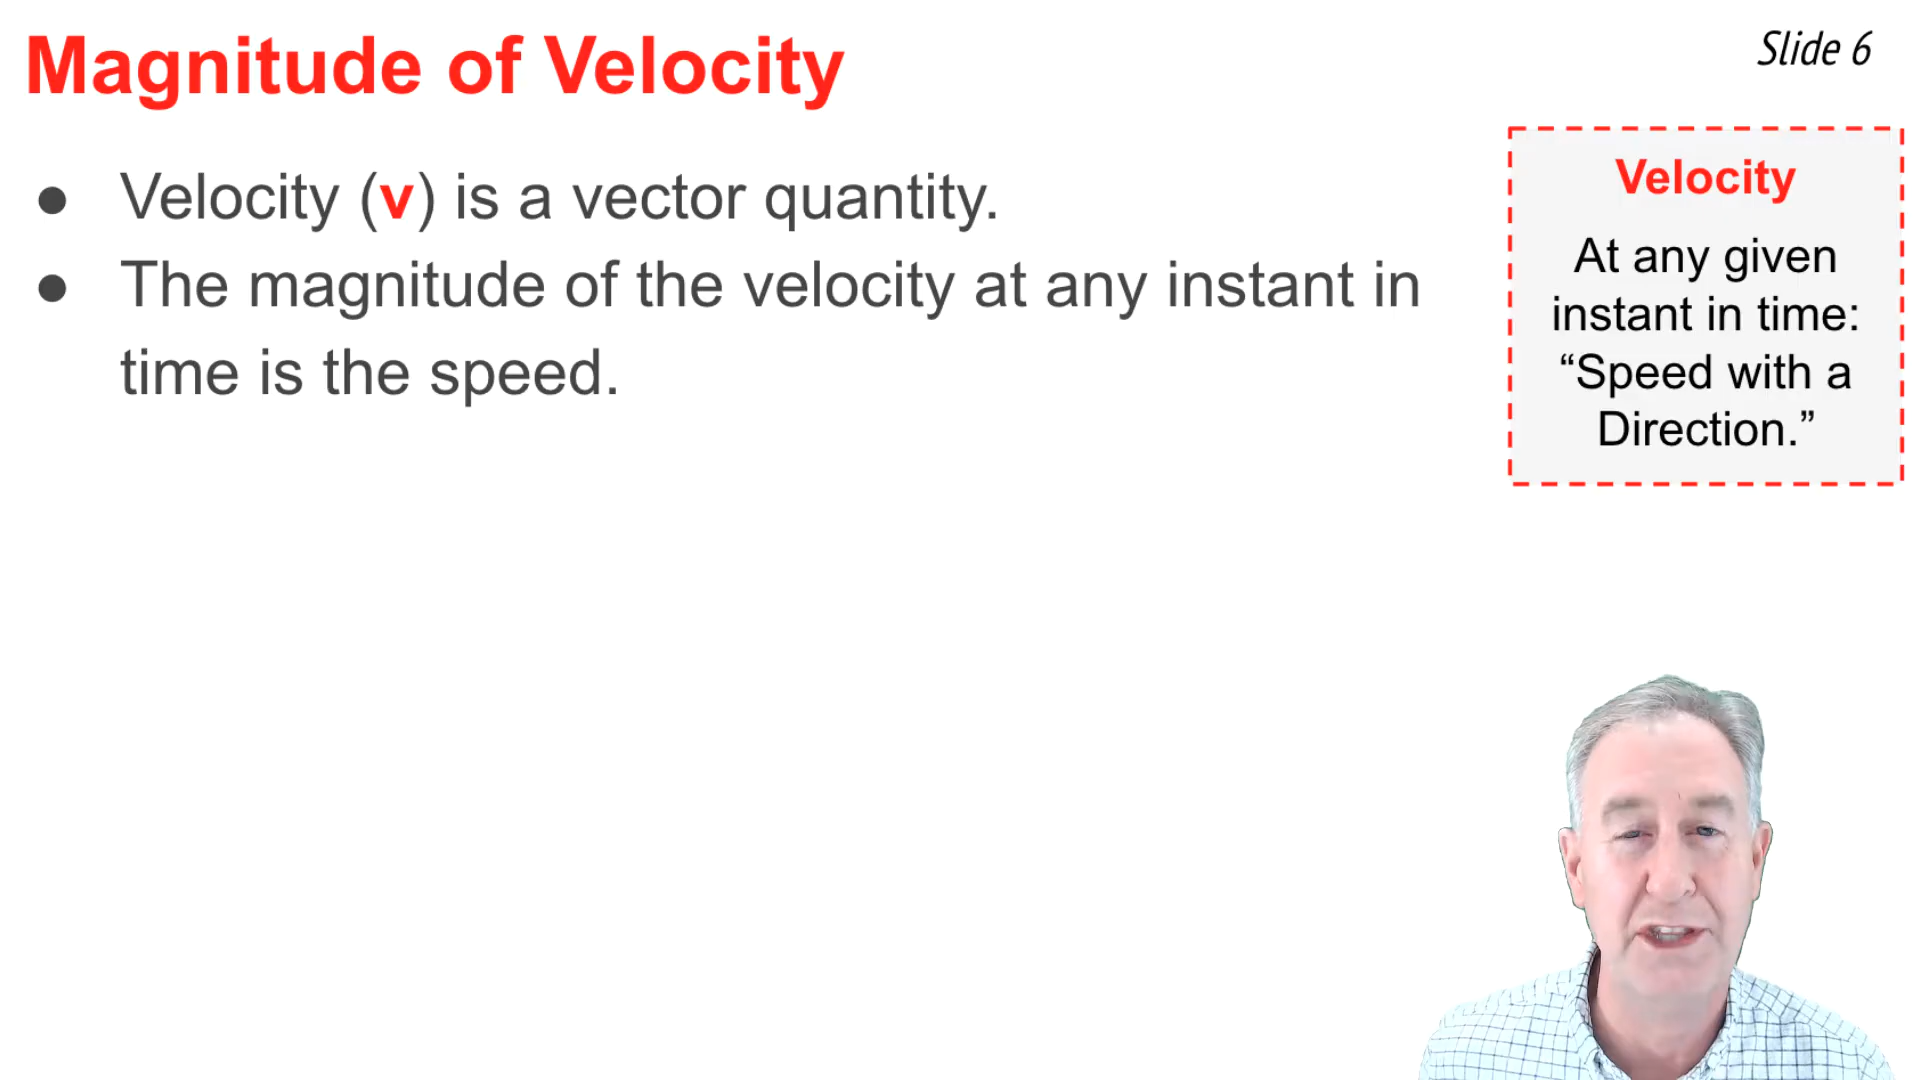 Magnitude of Velocity
Slide 6
● Velocity (v) is a vector quantity.
● The magnitude of the velocity at any instant in
time is the speed.
Velocity
At any given
instant in time:
“Speed with a
Direction.”